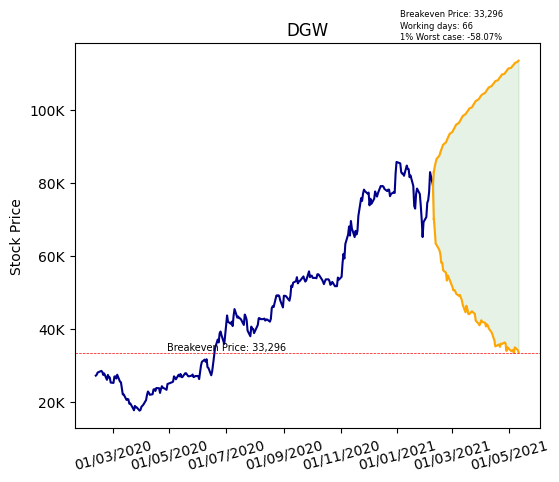 Breakeven Price: 33,296
Working days: 66
1% Worst case: -58.07%
DGW
Stock Price
100K
80K
60K
40K
20K
Breakeven Price: 33,296
01/03/2020
01/05/2020
01/07/2020
01/09/2020
01/11/2020
01/01/2021
01/03/2021
01/05/2021